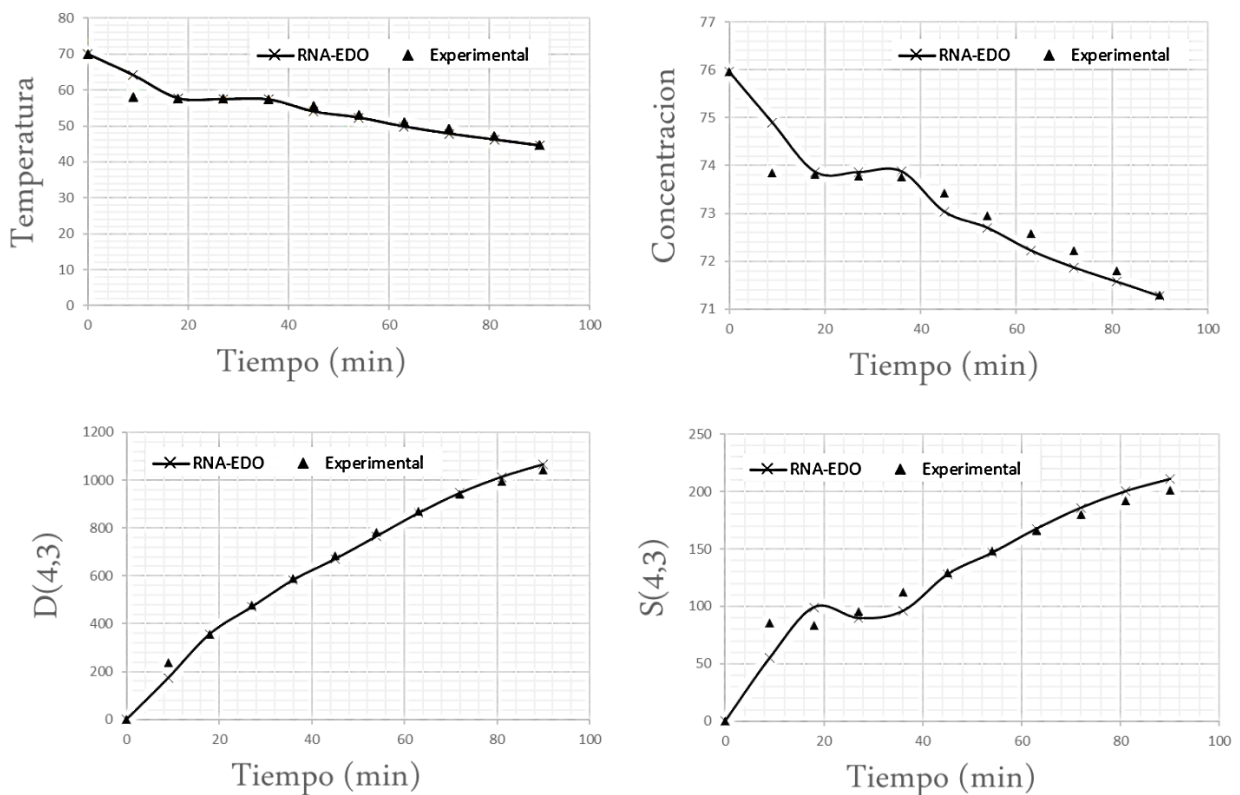 80
70
60
50
40
30
20
10
0
0 20 40 60 80 100
RNA-EDO Experimental
Temperatura
Tiempo (min)
77
76
75
74
73
72
71
0 20 40 60 80 100
RNA-EDO Experimental
Concentracion
Tiempo (min)
1200
1000
800
600
400
200
0
0 20 40 60 80 100
RNA-EDO Experimental
D(4,3)
Tiempo (min)
250
200
150
100
50
0
0 20 40 60 80 100
RNA-EDO Experimental
S(4,3)
Tiempo (min)